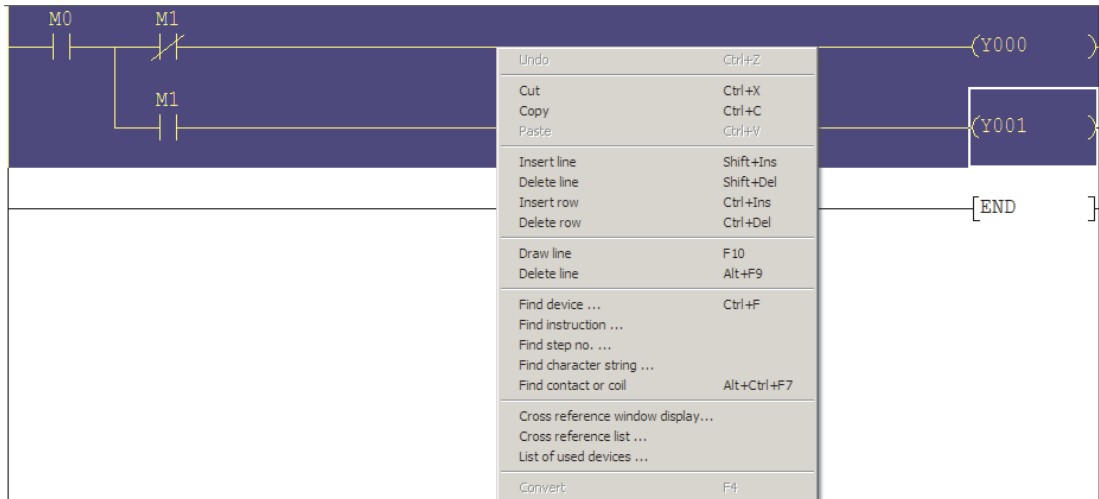 M0 M1
(Y000 )
M1
(Y001 )
[END ]
Undo Ctrl+Z
Cut Ctrl+X
Copy Ctrl+C
Paste Ctrl+V
Insert line Shift+Ins
Delete line Shift+Del
Insert row Ctrl+Ins
Delete row Ctrl+Del
Draw line F10
Delete line Alt+F9
Find device ... Ctrl+F
Find instruction ...
Find step no. ...
Find character string ...
Find contact or coil Alt+Ctrl+F7
Cross reference window display...
Cross reference list ...
List of used devices ...
Convert F4